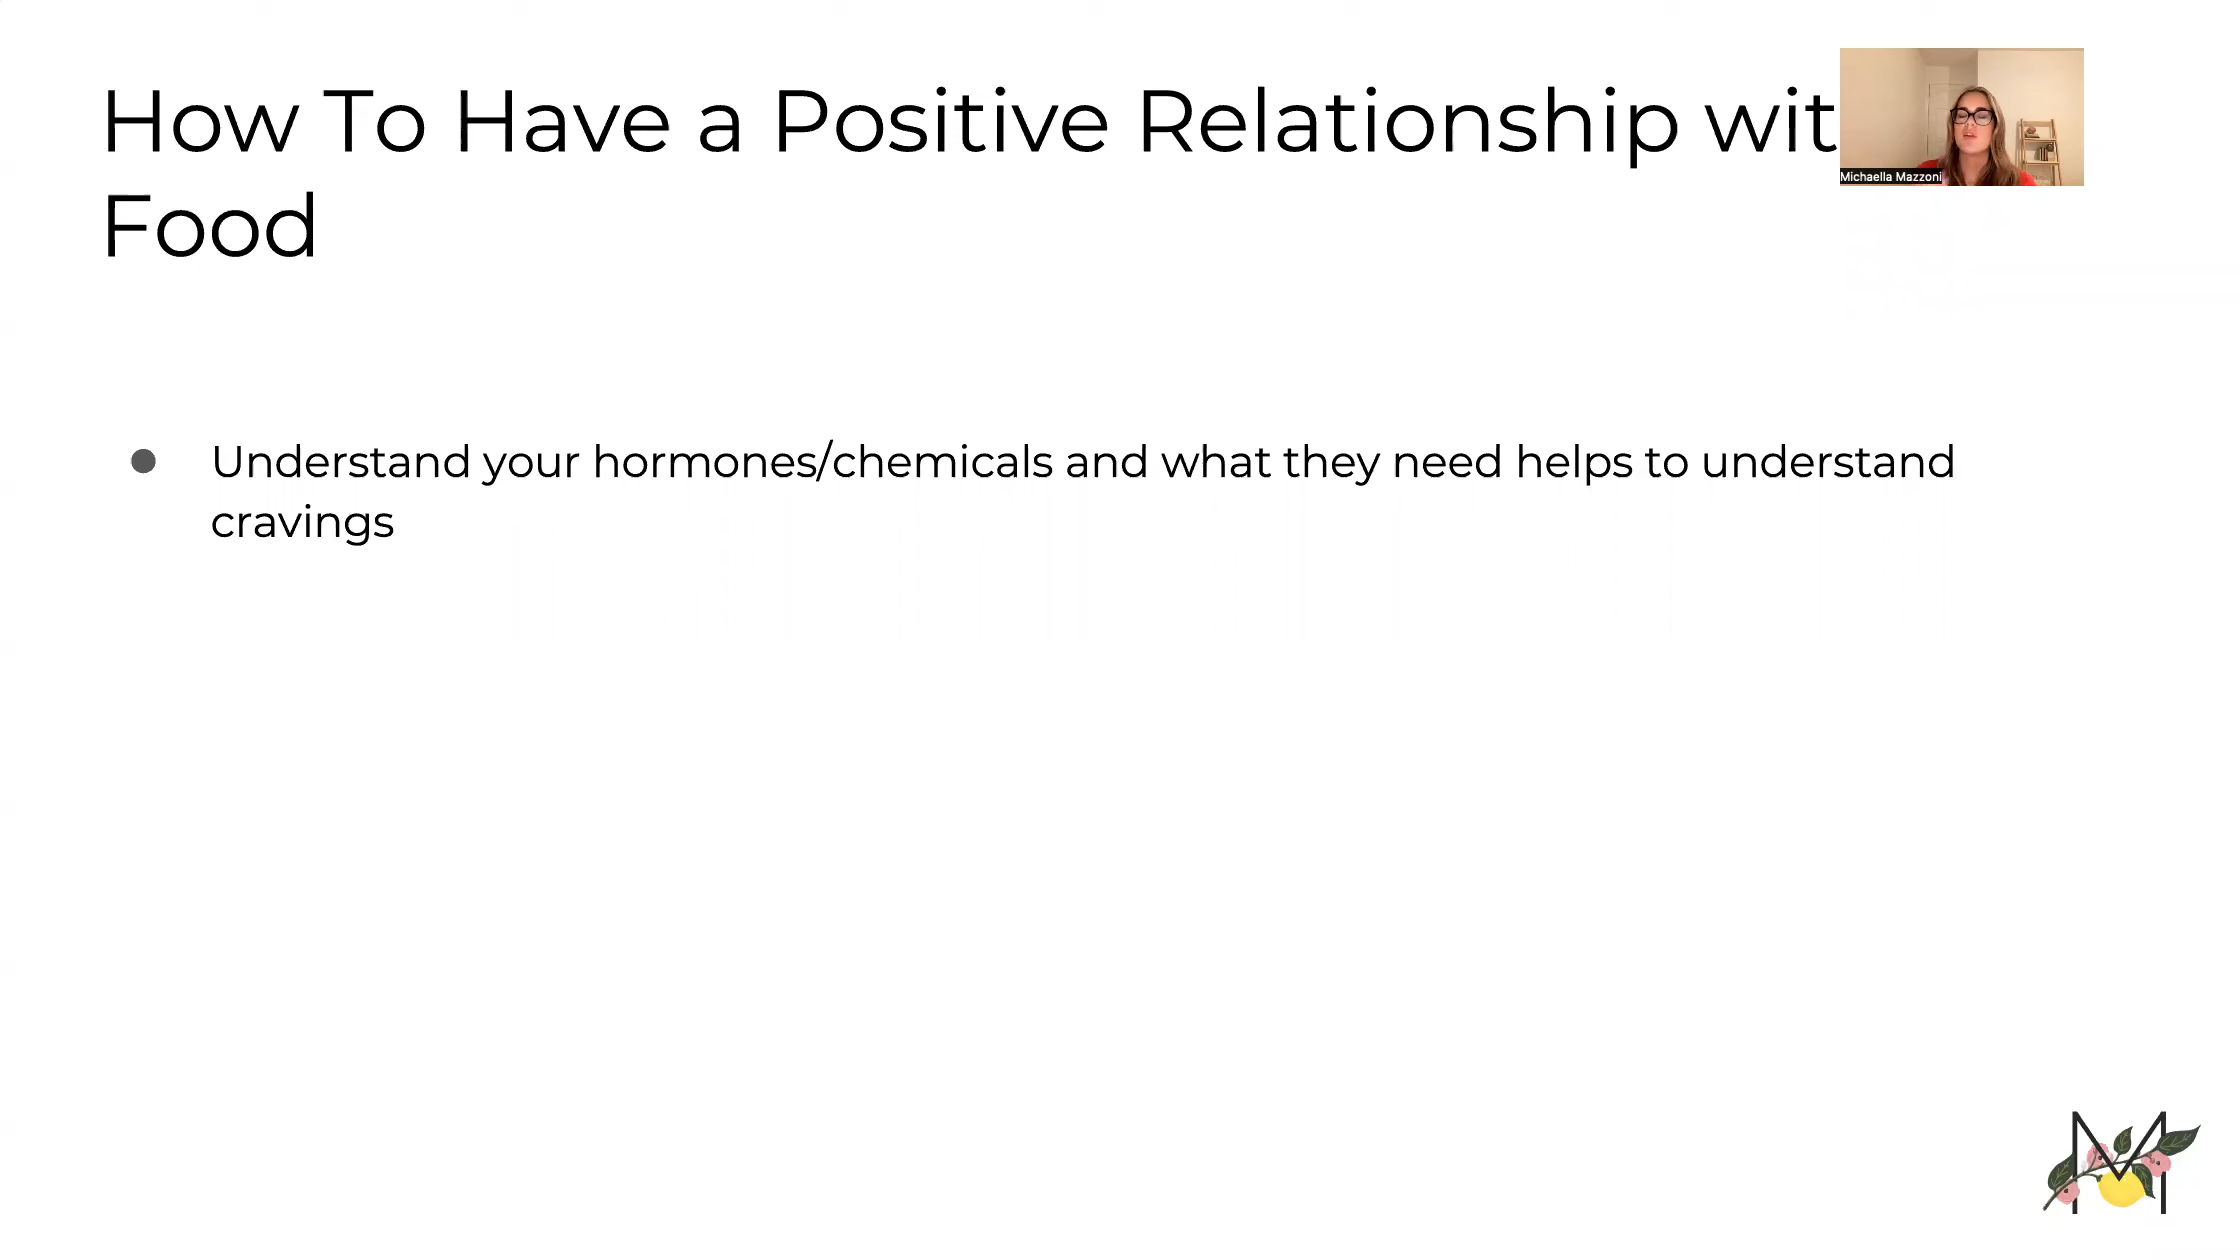 How To Have a Positive Relationship wit
Food
Michaella Mazzoni
● Understand your hormones/chemicals and what they need helps to understand
cravings
M